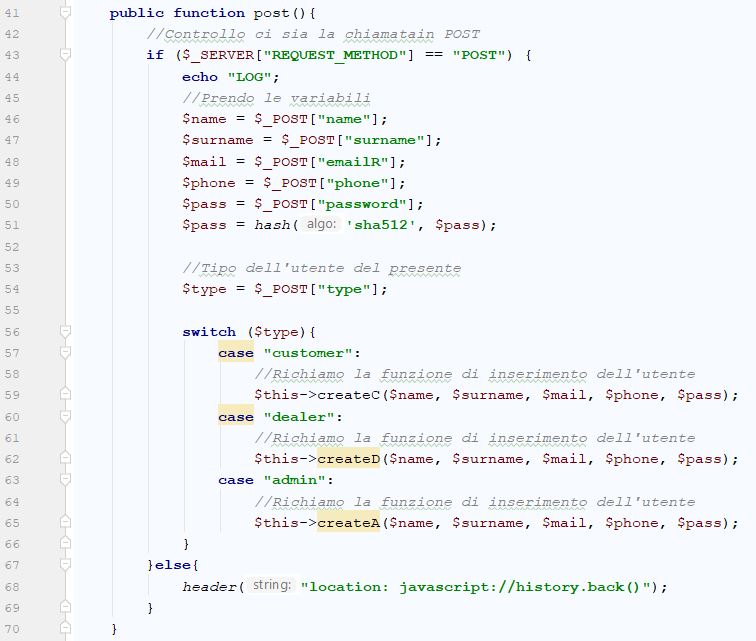 41 public function post(){
42 //Controllo ci sia la chiamatain POST
43 if ($_SERVER["REQUEST_METHOD"] == "POST") {
44 echo "LOG";
45 //Prendo le variabili
46 $name = $_POST["name"];
47 $surname = $_POST["surname"];
48 $mail = $_POST["emailR"];
49 $phone = $_POST["phone"];
50 $pass = $_POST["password"];
51 $pass = hash( algo: 'sha512', $pass);
52
53 //Tipo dell'utente del presente
54 $type = $_POST["type"];
55
56 switch ($type){
57 case "customer":
58 //Richiamo la funzione di inserimento dell'utente
59 $this->createC($name, $surname, $mail, $phone, $pass);
60 case "dealer":
61 //Richiamo la funzione di inserimento dell'utente
62 $this->createD($name, $surname, $mail, $phone, $pass);
63 case "admin":
64 //Richiamo la funzione di inserimento dell'utente
65 $this->createA($name, $surname, $mail, $phone, $pass);
66 }
67 }else{
68 header( string: "location: javascript://history.back()");
69 }
70 }